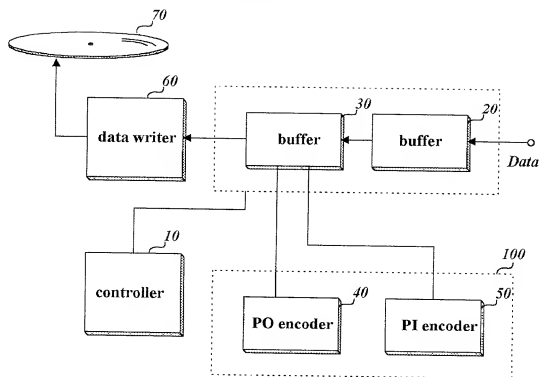 70
60
data writer
30
buffer
20
buffer
Data
10
controller
100
40
PO encoder
50
PI encoder